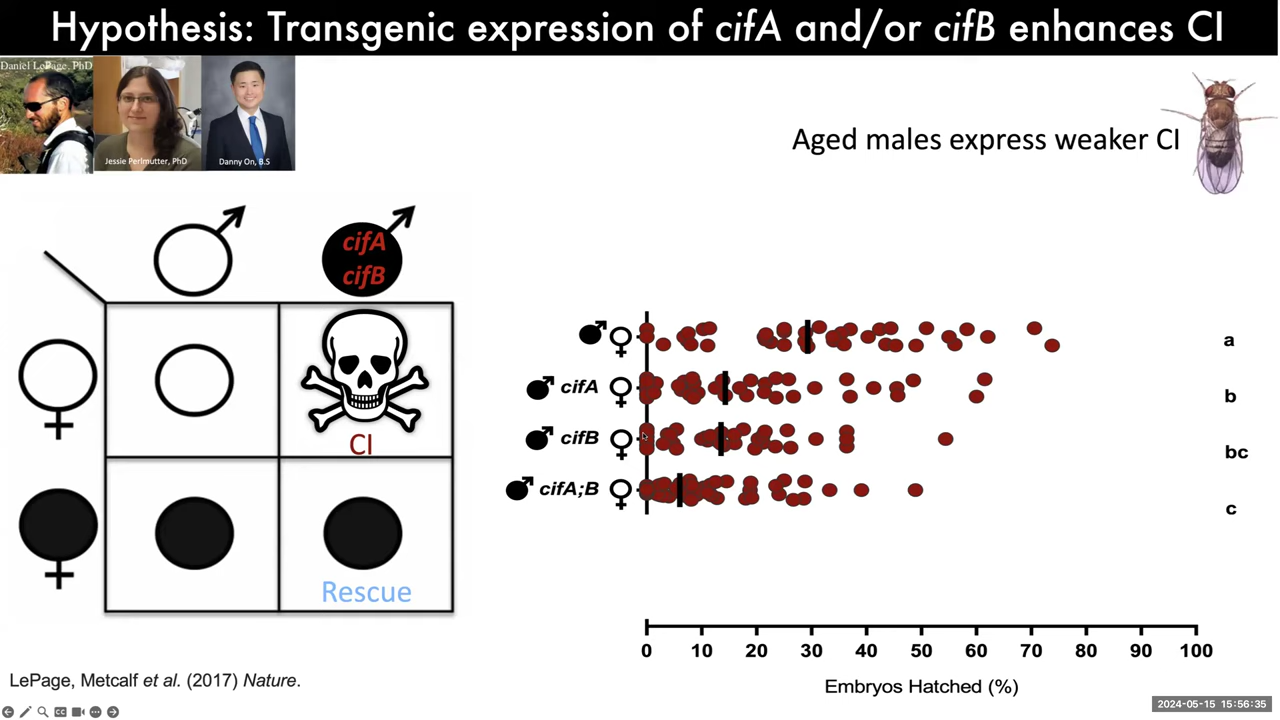 Hypothesis: Transgenic expression of cifA and/or cifB enhances CI
Daniel LePage, PhD
Jessie Perlmutter, PhD
Danny On, B.S
Aged males express weaker CI
cifA
cifB
CI
Rescue
a
cifA
b
cifB
bc
cifA;B
c
0 10 20 30 40 50 60 70 80 90 100
Embryos Hatched (%)
LePage, Metcalf et al. (2017) Nature.
2024-05-15 15:56:35